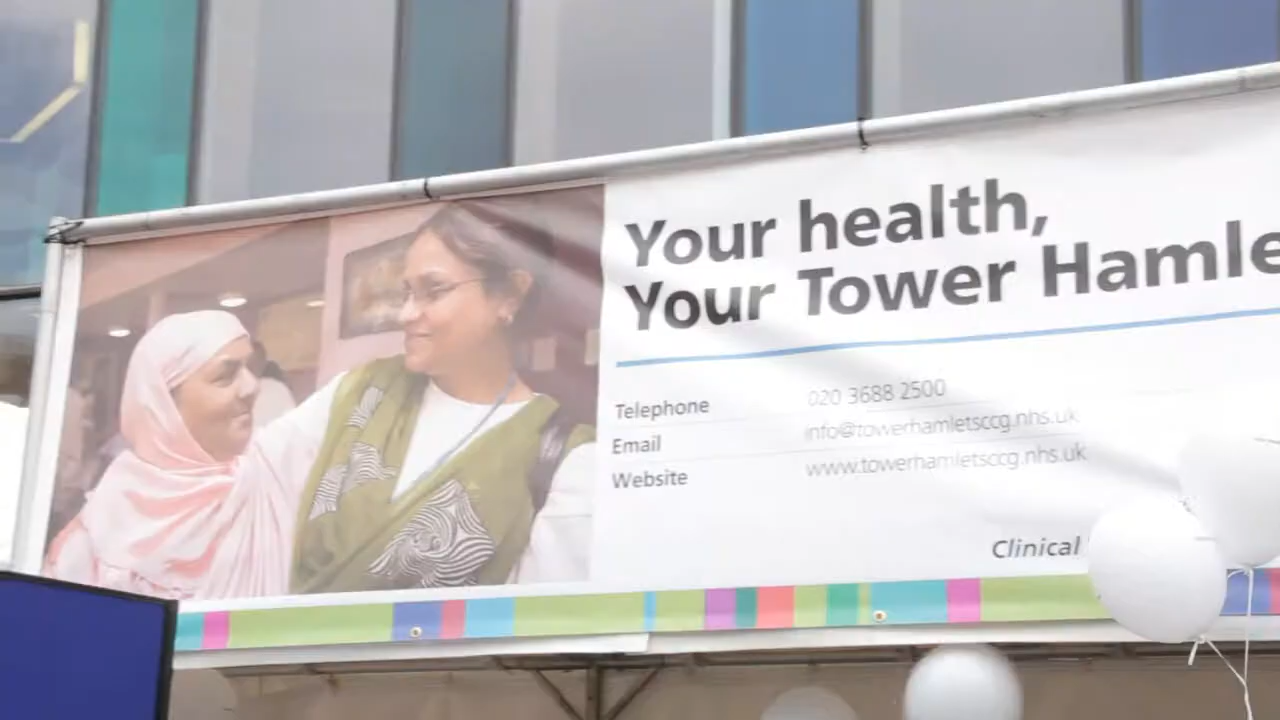 Your health,
Your Tower Hamle
Telephone 020 3688 2500
Email info@towerhamletsccg.nhs.uk
Website www.towerhamletsccg.nhs.uk
Clinical